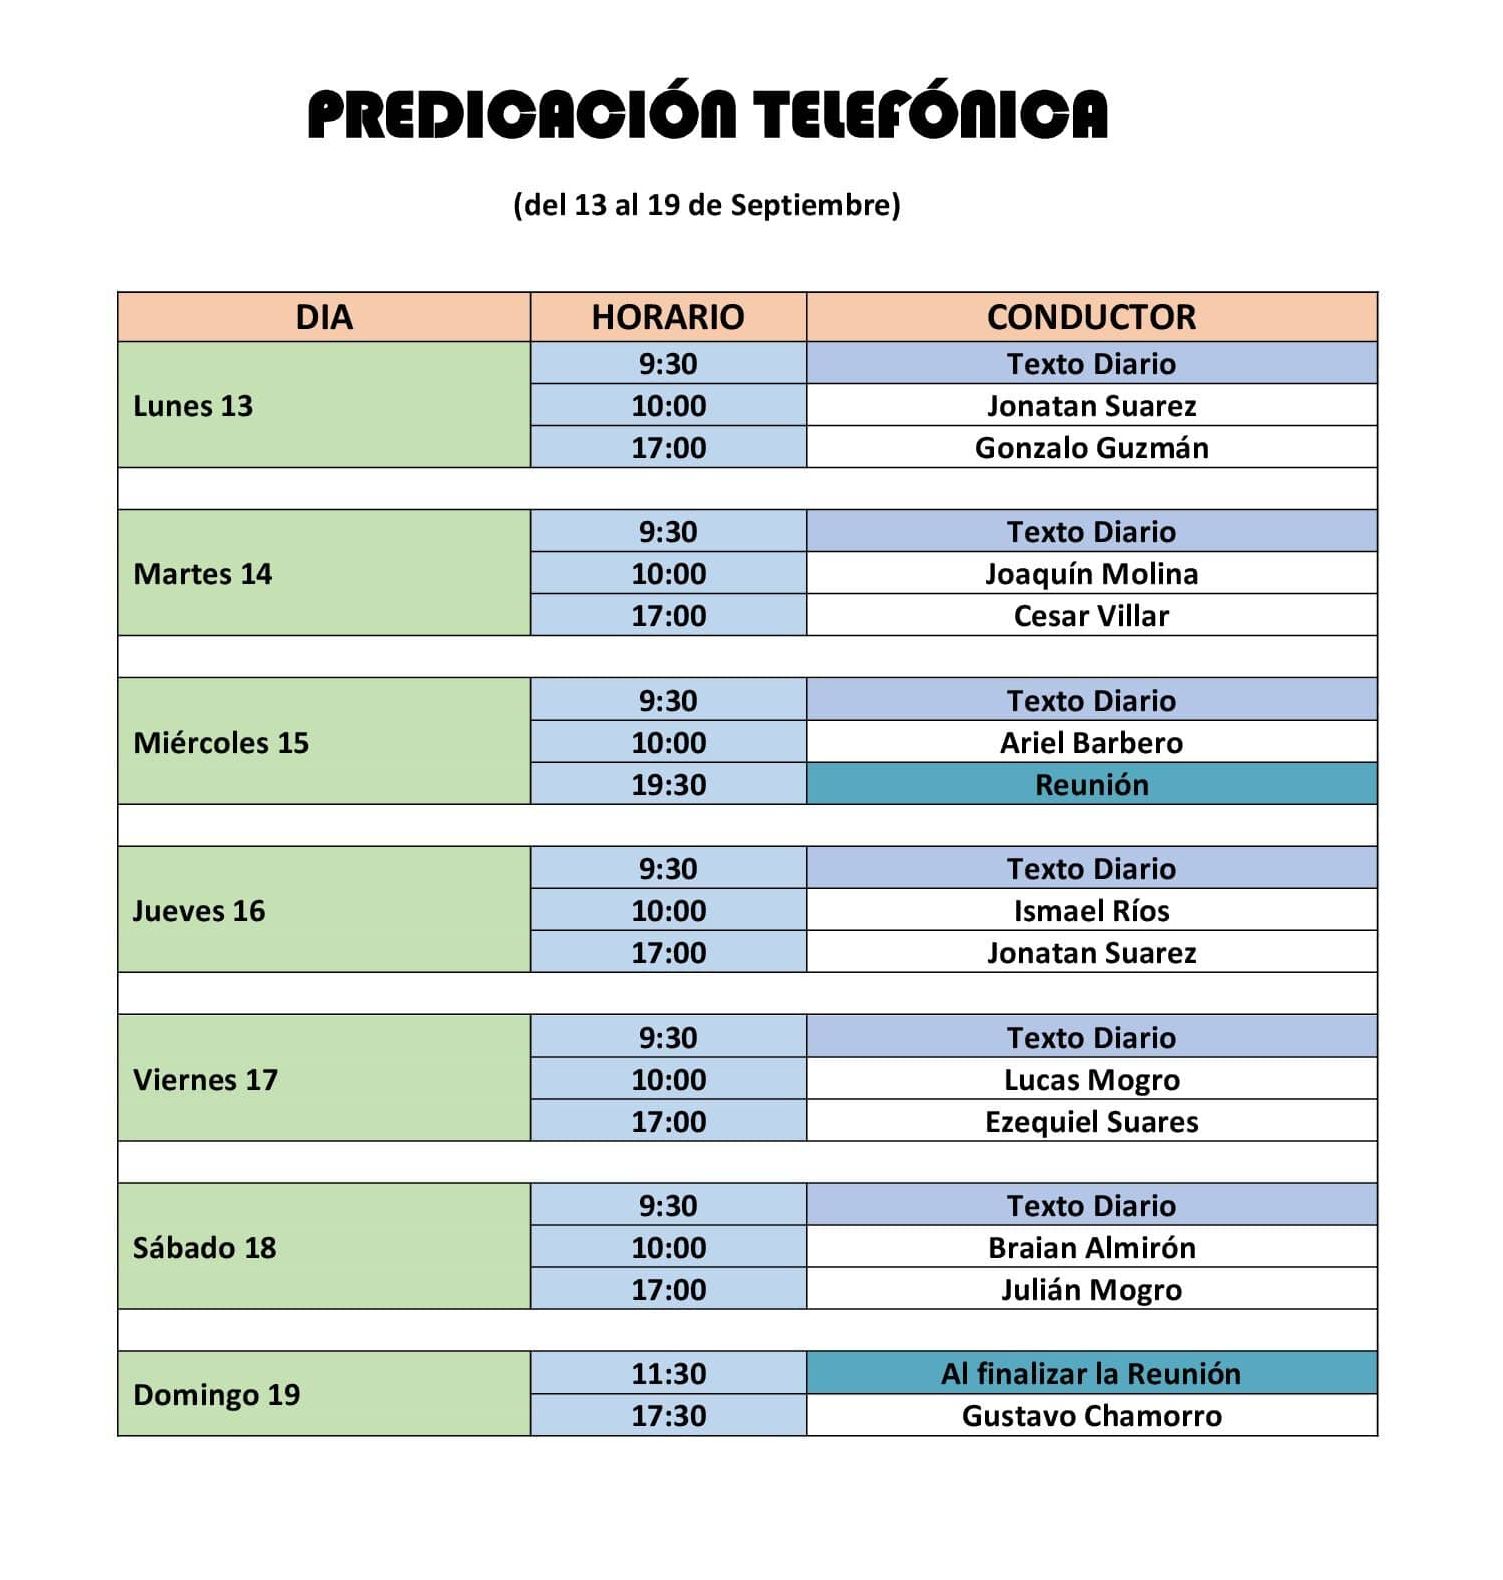 PREDICACIÓN TELEFÓNICA
(del 13 al 19 de Septiembre)
DIA HORARIO CONDUCTOR
Lunes 13
9:30 Texto Diario
10:00 Jonatan Suarez
17:00 Gonzalo Guzmán
Martes 14
9:30 Texto Diario
10:00 Joaquín Molina
17:00 Cesar Villar
Miércoles 15
9:30 Texto Diario
10:00 Ariel Barbero
19:30 Reunión
Jueves 16
9:30 Texto Diario
10:00 Ismael Ríos
17:00 Jonatan Suarez
Viernes 17
9:30 Texto Diario
10:00 Lucas Mogro
17:00 Ezequiel Suares
Sábado 18
9:30 Texto Diario
10:00 Braian Almirón
17:00 Julián Mogro
Domingo 19
11:30 Al finalizar la Reunión
17:30 Gustavo Chamorro